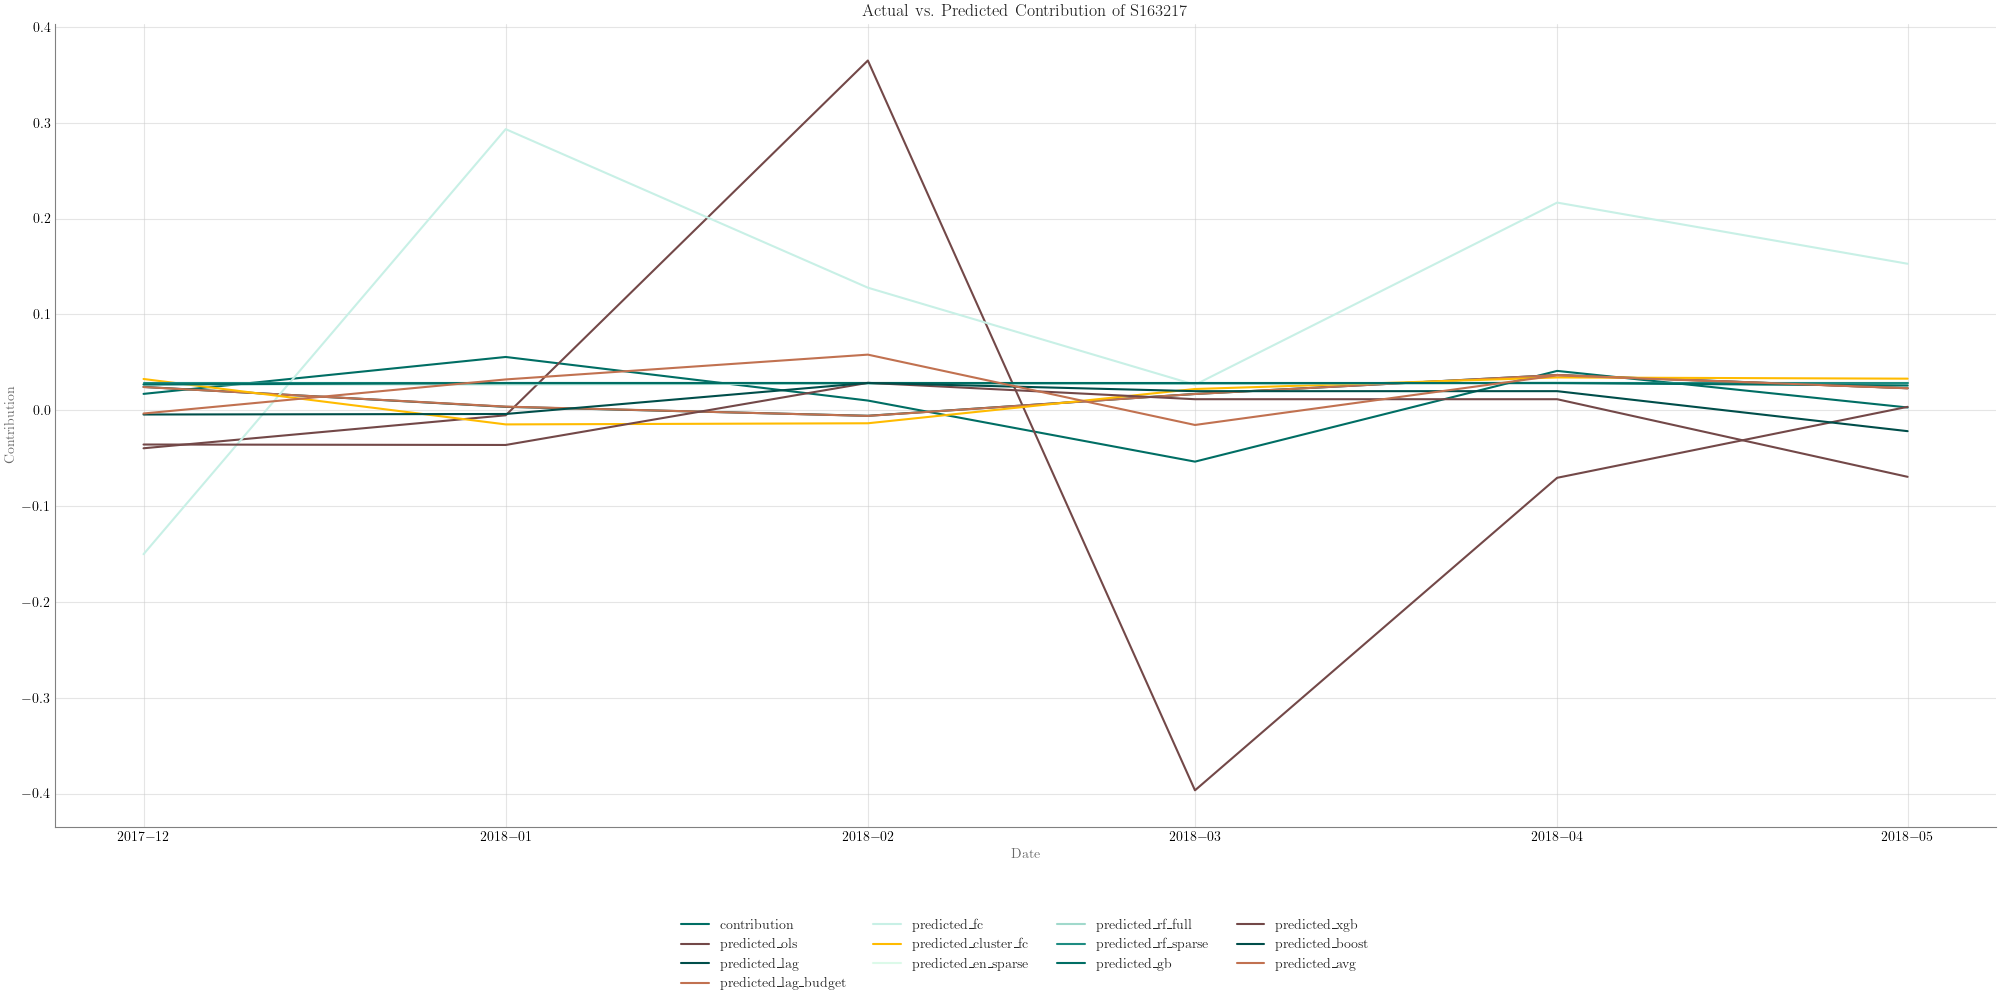 Actual vs. Predicted Contribution of S163217
0.4
0.3
0.2
0.1
0.0
−0.1
−0.2
−0.3
−0.4
Contribution
2017−12 2018−01 2018−02 2018−03 2018−04 2018−05
Date
contribution predicted_fc predicted_rf_full predicted_xgb
predicted_ols predicted_cluster_fc predicted_rf_sparse predicted_boost
predicted_lag predicted_en_sparse predicted_gb predicted_avg
predicted_lag_budget